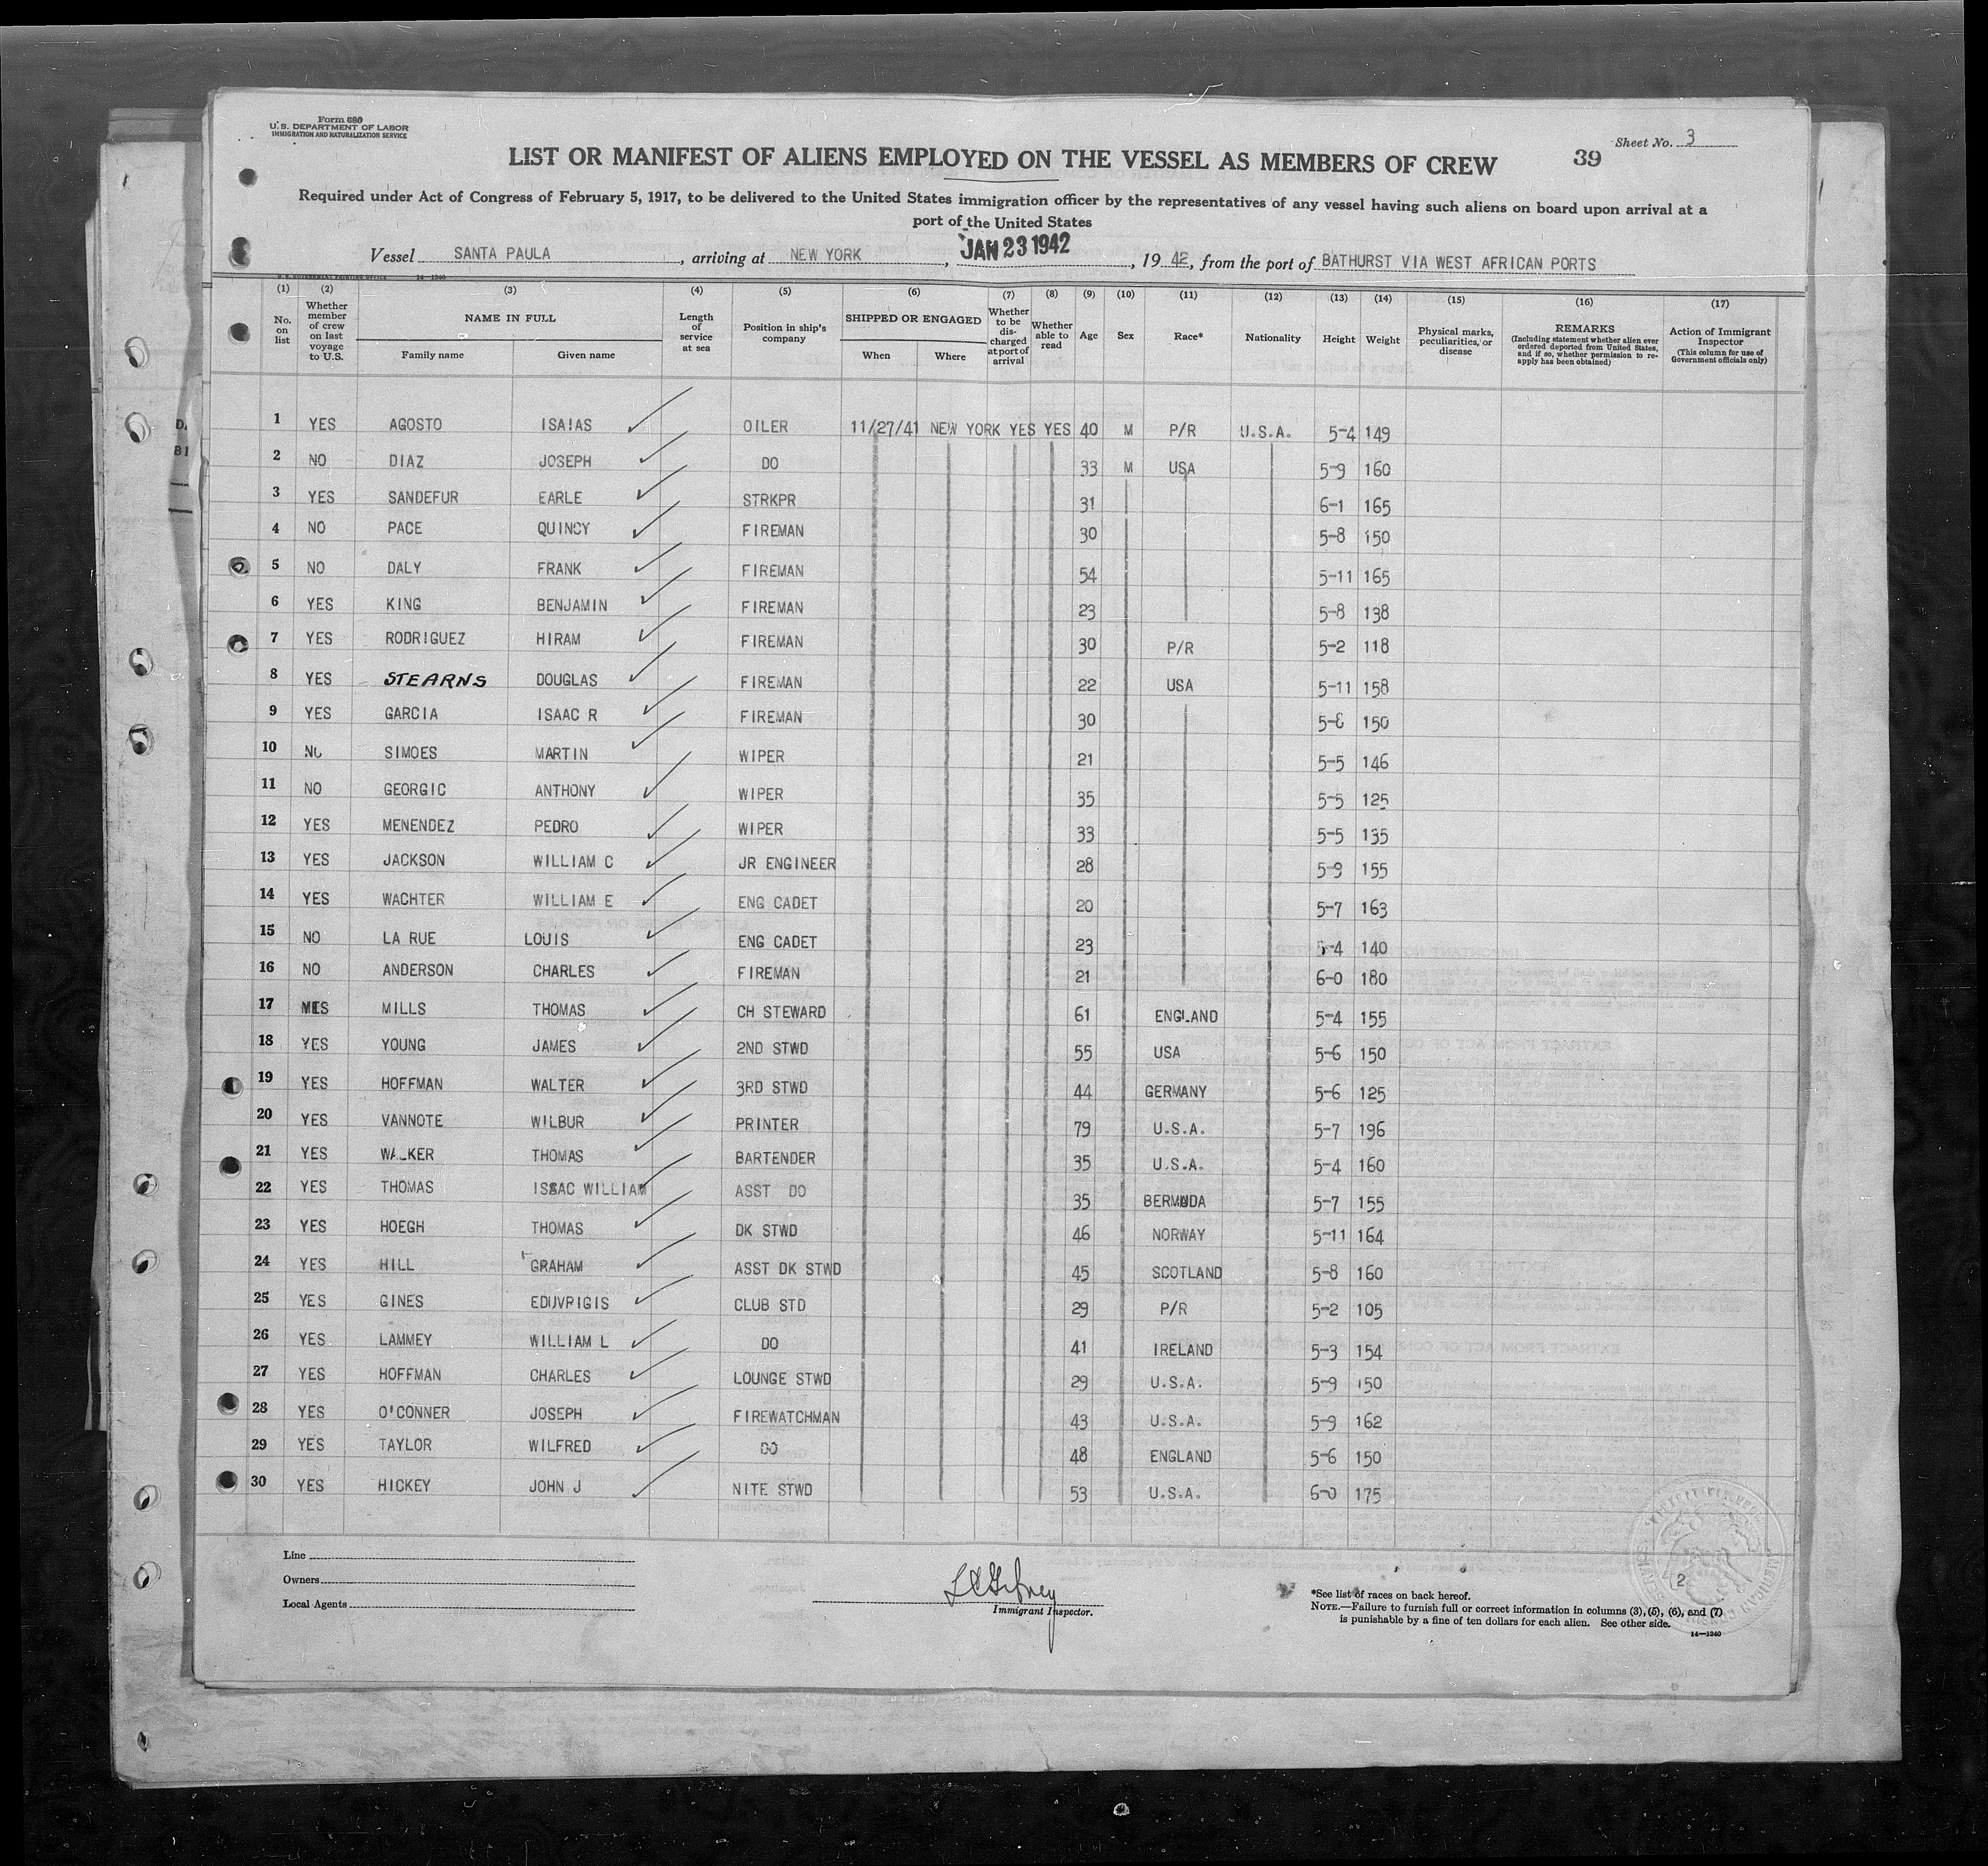 Form 680
U. S. DEPARTMENT OF LABOR
IMMIGRATION AND NATURALIZATION SERVICE
Sheet No. 3
39
LIST OR MANIFEST OF ALIENS EMPLOYED ON THE VESSEL AS MEMBERS OF CREW
Required under Act of Congress of February 5, 1917, to be delivered to the United States immigration officer by the representatives of any vessel having such aliens on board upon arrival at a
port of the United States
Vessel SANTA PAULA, arriving at NEW YORK, JAN 23 1942, 19 42, from the port of BATHURST VIA WEST AFRICAN PORTS
(1) (2) (3) (4) (5) (6) (7) (8) (9) (10) (11) (12) (13) (14) (15) (16) (17)
No. on list
Whether member of crew on last voyage to U.S.
NAME IN FULL
Family name
Given name
Length of service at sea
Position in ship's company
SHIPPED OR ENGAGED
When
Where
Whether to be discharged at port of arrival
Whether able to read
Age
Sex
Race*
Nationality
Height
Weight
Physical marks, peculiarities, or disease
REMARKS
(Including statement whether alien ever ordered deported from United States, and if so, whether permission to reapply has been obtained)
Action of Immigrant Inspector
(This column for use of Government officials only)
1 YES AGOSTO ISAIAS OILER 11/27/41 NEW YORK YES YES 40 M P/R U.S.A. 5-4 149
2 NO DIAZ JOSEPH DO 33 M USA 5-9 160
3 YES SANDEFUR EARLE STRKPR 31 6-1 165
4 NO PACE QUINCY FIREMAN 30 5-8 150
5 NO DALY FRANK FIREMAN 54 5-11 165
6 YES KING BENJAMIN FIREMAN 23 5-8 138
7 YES RODRIGUEZ HIRAM FIREMAN 30 P/R 5-2 118
8 YES STEARNS DOUGLAS FIREMAN 22 USA 5-11 158
9 YES GARCIA ISAAC R FIREMAN 30 150
10 NO SIMOES MARTIN WIPER 21 5-5 146
11 NO GEORGIC ANTHONY WIPER 35 5-5 125
12 YES MENENDEZ PEDRO WIPER 33 5-5 135
13 YES JACKSON WILLIAM C JR ENGINEER 28 5-9 155
14 YES WACHTER WILLIAM E ENG CADET 20 5-7 163
15 NO LA RUE LOUIS ENG CADET 23 5-4 140
16 NO ANDERSON CHARLES FIREMAN 21 6-0 180
17 MILLS THOMAS CH STEWARD 61 ENGLAND 5-4 155
18 YES YOUNG JAMES 2ND STWD 55 USA 5-6 150
19 YES HOFFMAN WALTER 3RD STWD 44 GERMANY 5-6 125
20 YES VANNOTE WILBUR PRINTER 79 U.S.A. 5-7 196
21 YES WALKER THOMAS BARTENDER 35 U.S.A. 5-4 160
22 YES THOMAS ISAAC WILLIAM ASST DO 35 BERMUDA 5-7 155
23 YES HOEGH THOMAS DK STWD 46 NORWAY 5-11 164
24 YES HILL GRAHAM ASST DK STWD 45 SCOTLAND 5-8 160
25 YES GINES EDUVRIGIS CLUB STD 29 P/R 5-2 105
26 YES LAMMEY WILLIAM L DO 41 IRELAND 5-3 154
27 YES HOFFMAN CHARLES LOUNGE STWD 29 U.S.A. 5-9 150
28 YES O'CONNER JOSEPH FIREWATCHMAN 43 U.S.A. 5-9 162
29 YES TAYLOR WILFRED DO 48 ENGLAND 5-6 150
30 YES HICKEY JOHN J NITE STWD 53 U.S.A. 6-0 175
Line
Owners
Local Agents
Immigrant Inspector.
*See list of races on back hereof.
NOTE.—Failure to furnish full or correct information in columns (3), (5), (6), and (7)
is punishable by a fine of ten dollars for each alien. See other side.
14—1240
2